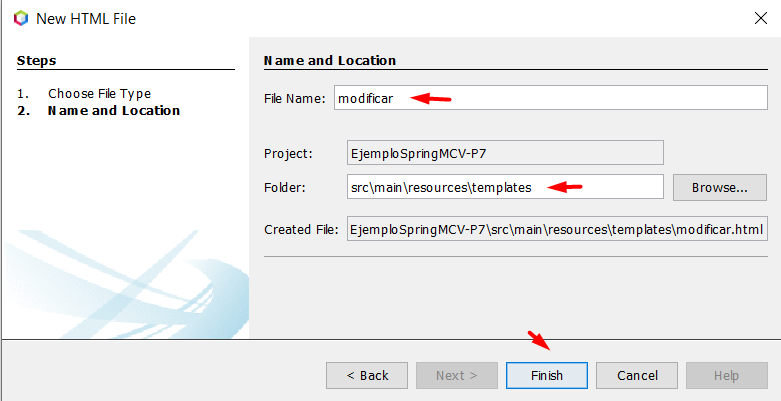 New HTML File
Steps
1. Choose File Type
2. Name and Location
Name and Location
File Name: modificar
Project: EjemploSpringMCV-P7
Folder: src\main\resources\templates Browse...
Created File: EjemploSpringMCV-P7\src\main\resources\templates\modificar.html
< Back Next > Finish Cancel Help